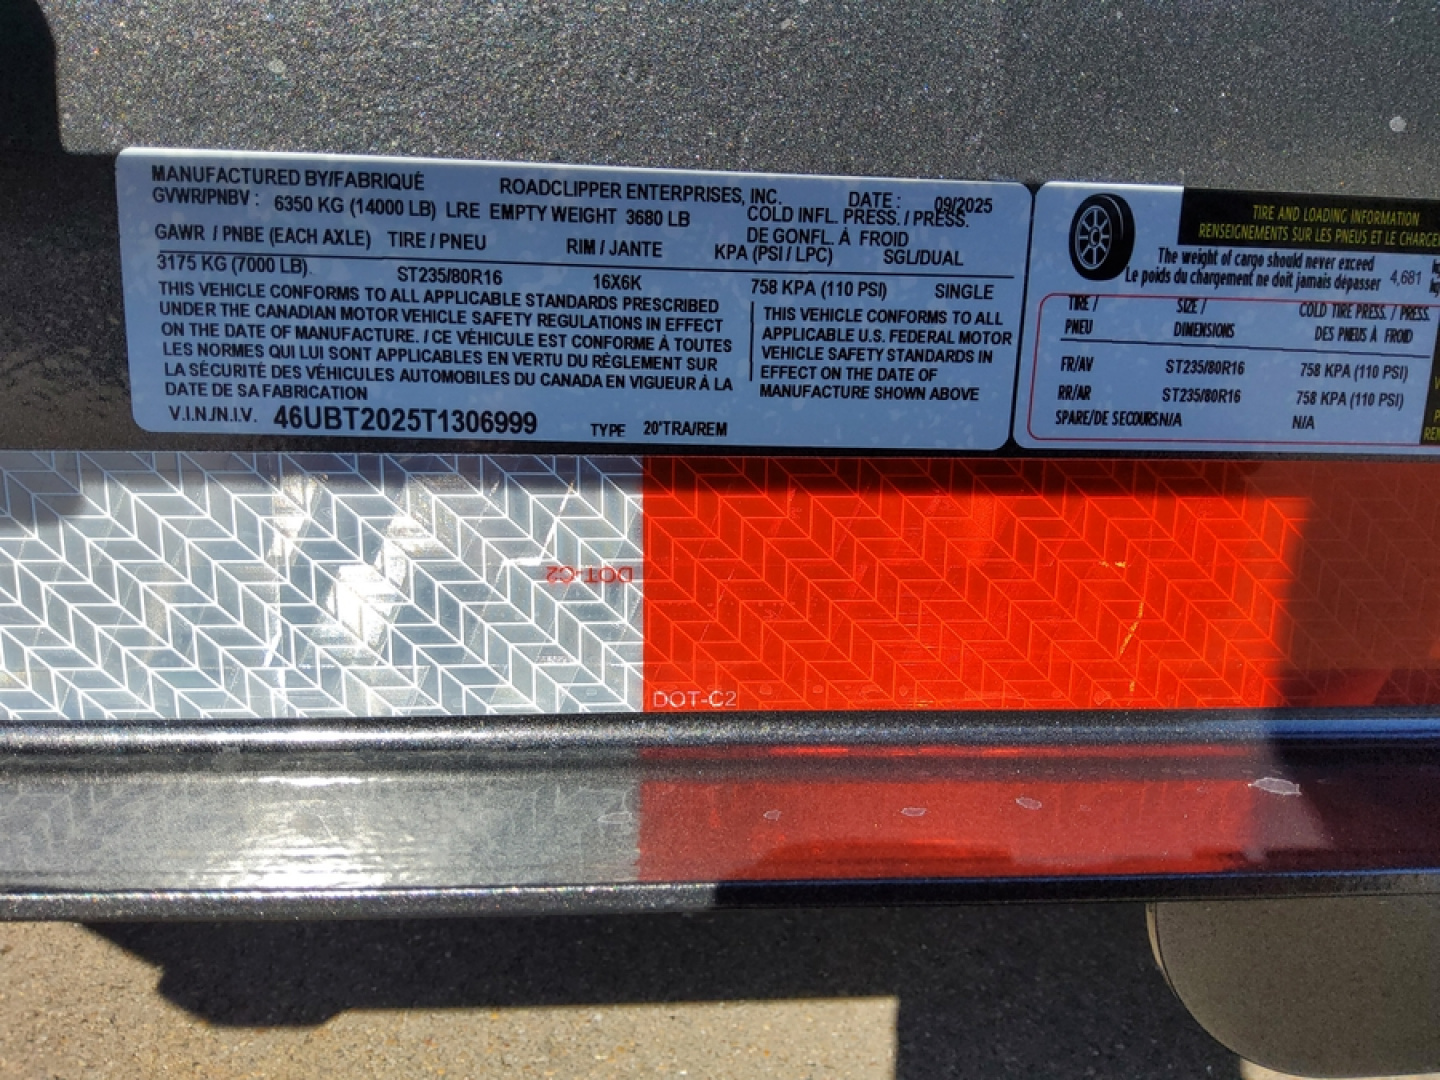 MANUFACTURED BY/FABRIQUÉ ROADCLIPPER ENTERPRISES, INC. DATE : 09/2025
GVWR/PNBV : 6350 KG (14000 LB) LRE EMPTY WEIGHT 3680 LB
COLD INFL. PRESS. / PRESS.
DE GONFL. À FROID
GAWR / PNBE (EACH AXLE) TIRE / PNEU RIM / JANTE KPA (PSI / LPC) SGL/DUAL
3175 KG (7000 LB) ST235/80R16 16X6K 758 KPA (110 PSI) SINGLE
THIS VEHICLE CONFORMS TO ALL APPLICABLE STANDARDS PRESCRIBED
UNDER THE CANADIAN MOTOR VEHICLE SAFETY REGULATIONS IN EFFECT
ON THE DATE OF MANUFACTURE. / CE VÉHICULE EST CONFORME À TOUTES
LES NORMES QUI LUI SONT APPLICABLES EN VERTU DU RÈGLEMENT SUR
LA SÉCURITÉ DES VÉHICULES AUTOMOBILES DU CANADA EN VIGUEUR À LA
DATE DE SA FABRICATION
THIS VEHICLE CONFORMS TO ALL
APPLICABLE U.S. FEDERAL MOTOR
VEHICLE SAFETY STANDARDS IN
EFFECT ON THE DATE OF
MANUFACTURE SHOWN ABOVE
V.I.N./N.I.V. 46UBT2025T1306999 TYPE 20'TRA/REM
TIRE AND LOADING INFORMATION
RENSEIGNEMENTS SUR LES PNEUS ET LE
The weight of cargo should never exceed
Le poids du chargement ne doit jamais dépasser 4,681
TIRE / SIZE / COLD TIRE PRESS. / PRESS.
PNEU DIMENSIONS DES PNEUS À FROID
FR/AV ST235/80R16 758 KPA (110 PSI)
RR/AR ST235/80R16 758 KPA (110 PSI)
SPARE/DE SECOURS N/A N/A
DOT-C2
DOT-C2